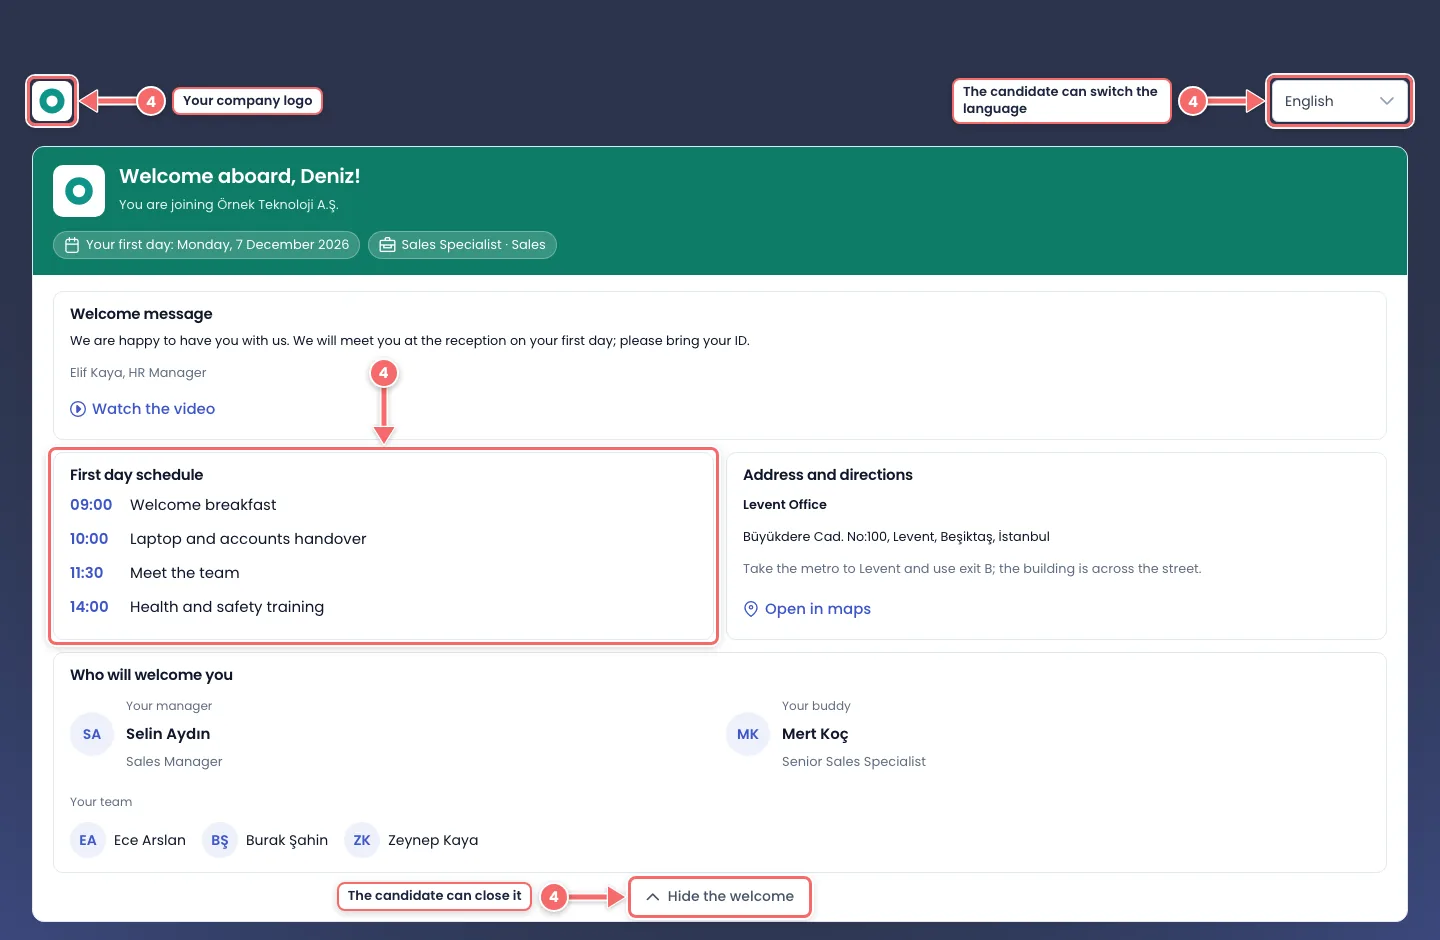 4
Your company logo
The candidate can switch the
language
4
English
Welcome aboard, Deniz!
You are joining Örnek Teknoloji A.Ş.
Your first day: Monday, 7 December 2026
Sales Specialist · Sales
Welcome message
We are happy to have you with us. We will meet you at the reception on your first day; please bring your ID.
Elif Kaya, HR Manager
Watch the video
4
First day schedule
09:00 Welcome breakfast
10:00 Laptop and accounts handover
11:30 Meet the team
14:00 Health and safety training
Address and directions
Levent Office
Büyükdere Cad. No:100, Levent, Beşiktaş, İstanbul
Take the metro to Levent and use exit B; the building is across the street.
Open in maps
Who will welcome you
Your manager
SA
Selin Aydın
Sales Manager
Your buddy
MK
Mert Koç
Senior Sales Specialist
Your team
EA Ece Arslan
BŞ Burak Şahin
ZK Zeynep Kaya
The candidate can close it
4
Hide the welcome